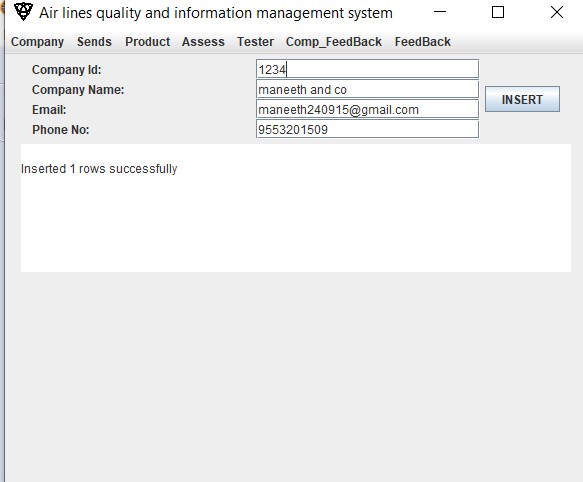 Air lines quality and information management system
Company Sends Product Assess Tester Comp_FeedBack FeedBack
Company Id: 1234
Company Name: maneeth and co
Email: maneeth240915@gmail.com
INSERT
Phone No: 9553201509
Inserted 1 rows successfully